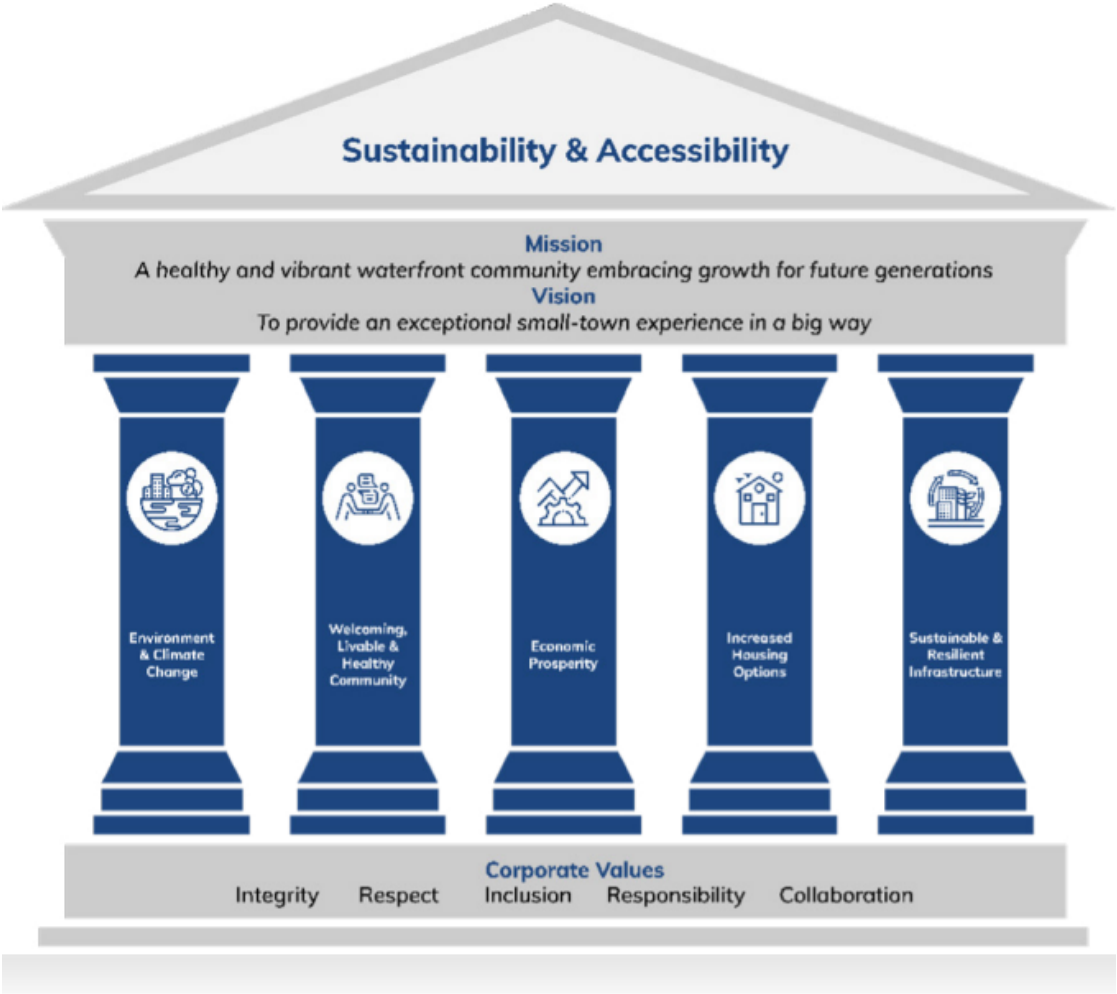 Sustainability & Accessibility
Mission
A healthy and vibrant waterfront community embracing growth for future generations
Vision
To provide an exceptional small-town experience in a big way
Environment
& Climate
Change
Welcoming,
Livable &
Healthy
Community
Economic
Prosperity
Increased
Housing
Options
Sustainable &
Resilient
Infrastructure
Corporate Values
Integrity Respect Inclusion Responsibility Collaboration